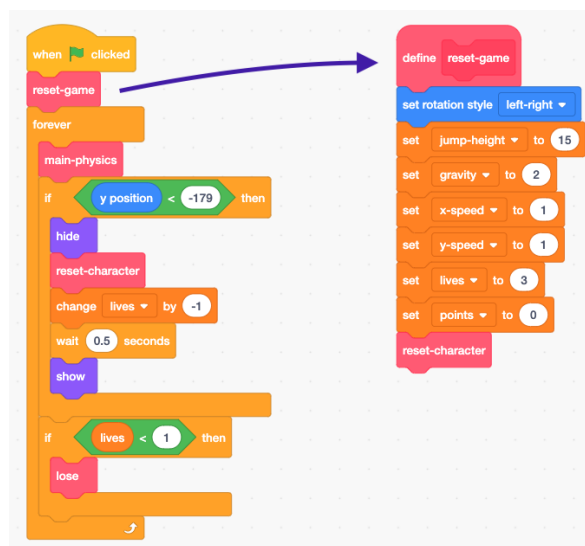 when clicked
reset-game
forever
main-physics
if y position < -179 then
hide
reset-character
change lives by -1
wait 0.5 seconds
show
if lives < 1 then
lose
define reset-game
set rotation style left-right
set jump-height to 15
set gravity to 2
set x-speed to 1
set y-speed to 1
set lives to 3
set points to 0
reset-character